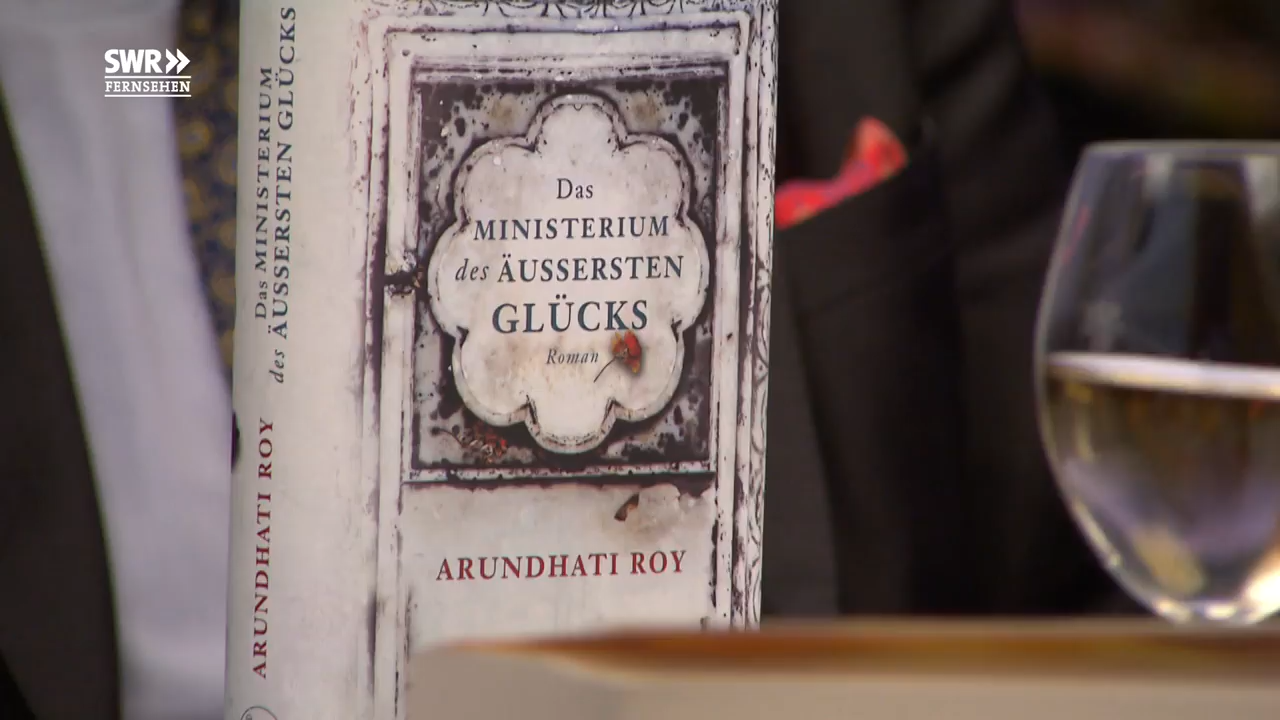 SWR
FERNSEHEN
Das MINISTERIUM
des ÄUSSERSTEN GLÜCKS
ARUNDHATI ROY
Das
MINISTERIUM
des ÄUSSERSTEN
GLÜCKS
Roman
ARUNDHATI ROY